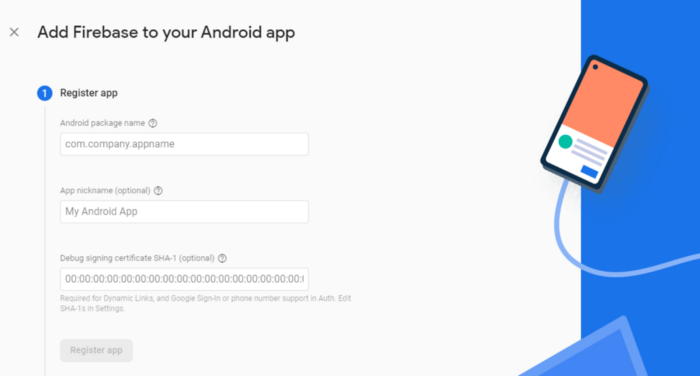 Add Firebase to your Android app
1 Register app
Android package name
com.company.appname
App nickname (optional)
My Android App
Debug signing certificate SHA-1 (optional)
00:00:00:00:00:00:00:00:00:00:00:00:00:00:00:00:00:
Required for Dynamic Links, and Google Sign-In or phone number support in Auth. Edit
SHA-1s in Settings.
Register app